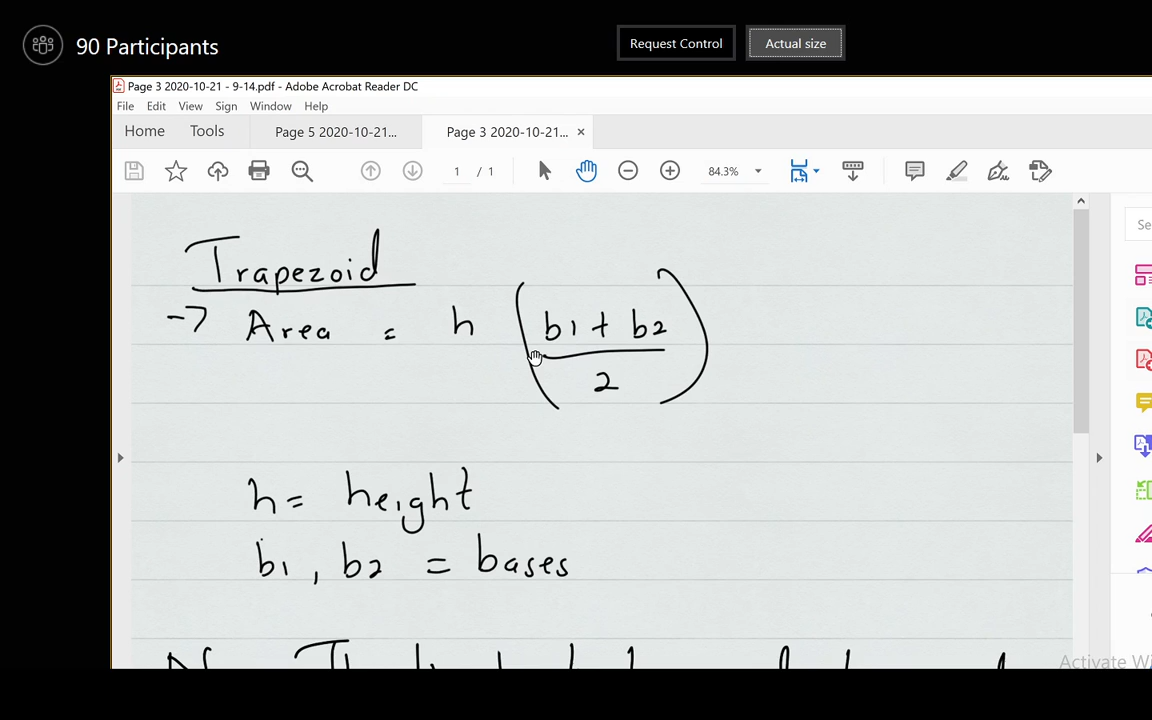 90 Participants
Request Control
Actual size
Page 3 2020-10-21 - 9-14.pdf - Adobe Acrobat Reader DC
File Edit View Sign Window Help
Home Tools Page 5 2020-10-21... Page 3 2020-10-21... ×
1 / 1 84.3%
Se
Trapezoid
→ Area = h (b1 + b2 / 2)
h = height
b1, b2 = bases
Activate Wi